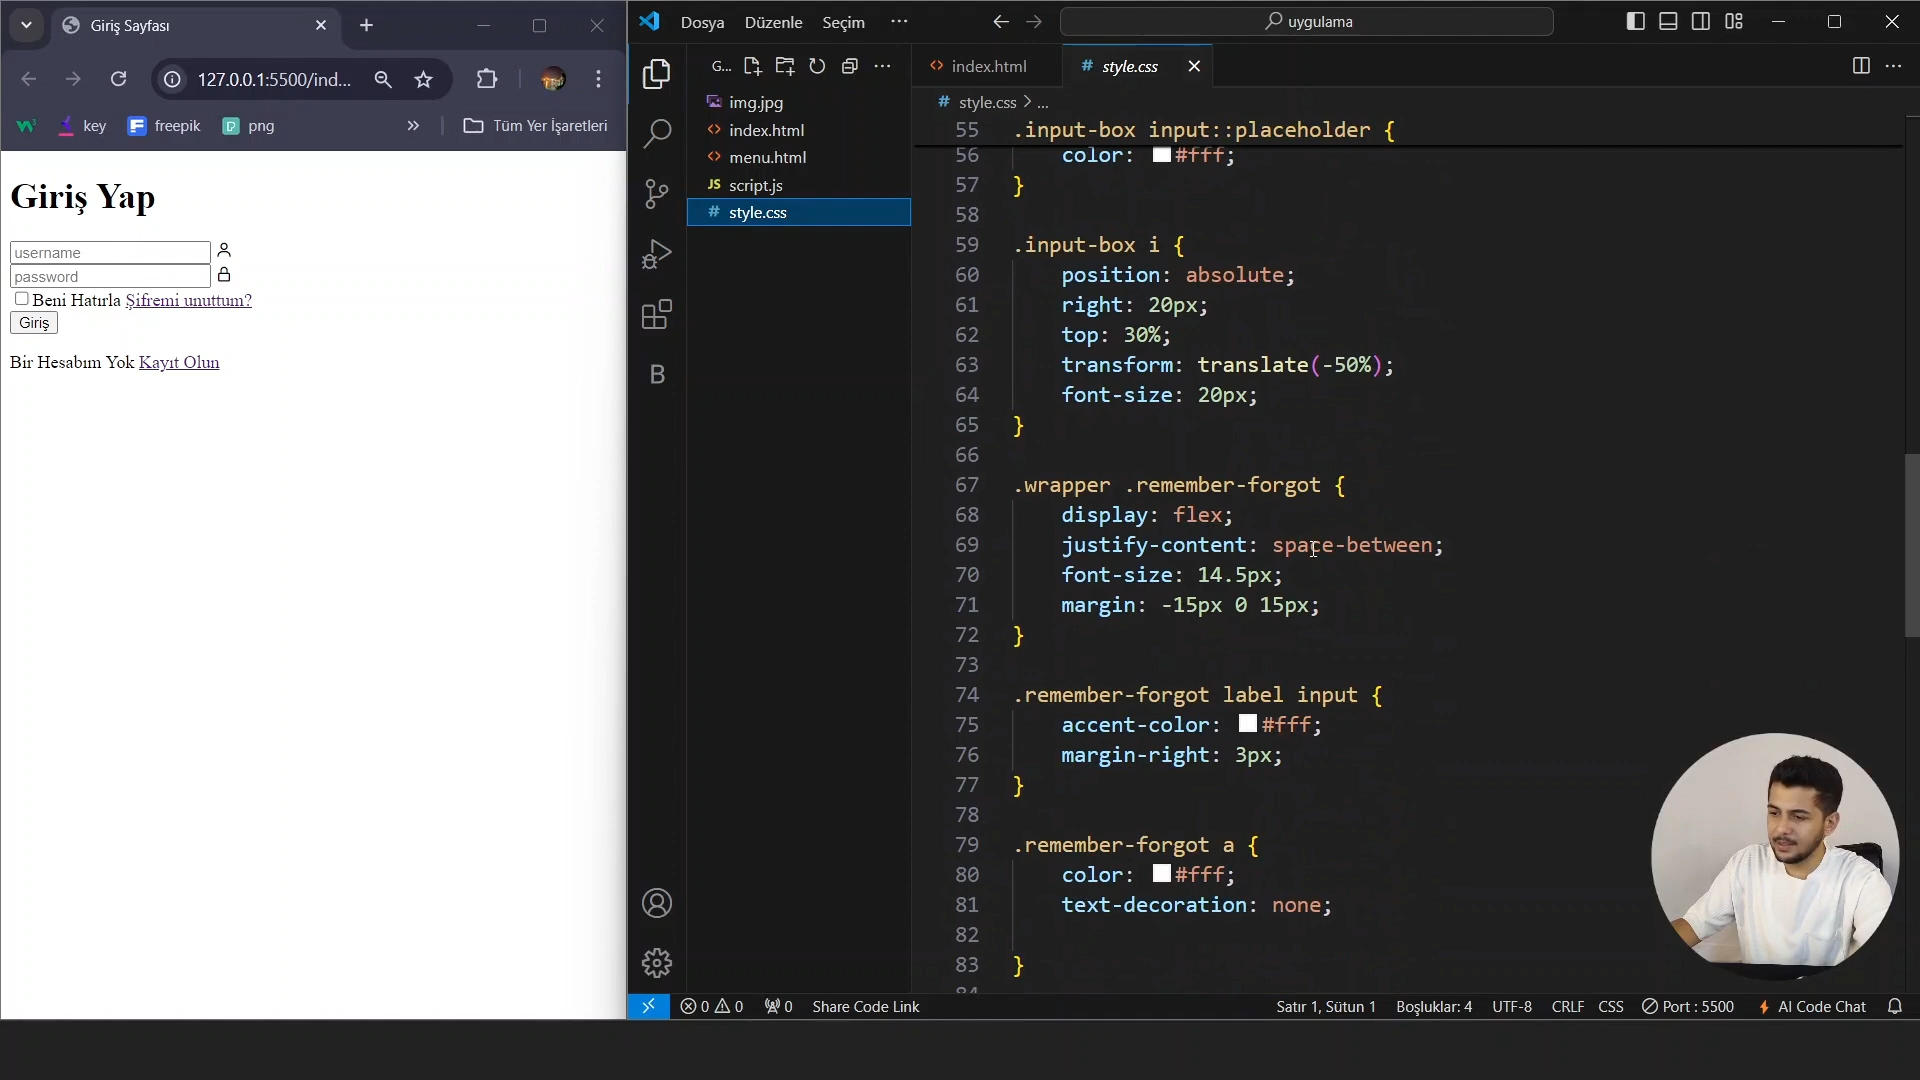 Giriş Sayfası
127.0.0.1:5500/ind...
key
freepik
png
Tüm Yer İşaretleri
Giriş Yap
username
password
Beni Hatırla Şifremi unuttum?
Giriş
Bir Hesabım Yok Kayıt Olun
Dosya
Düzenle
Seçim
uygulama
G...
img.jpg
index.html
menu.html
JS script.js
# style.css
index.html
# style.css
# style.css > ...
55 .input-box input::placeholder {
56 color: #fff;
57 }
58
59 .input-box i {
60 position: absolute;
61 right: 20px;
62 top: 30%;
63 transform: translate(-50%);
64 font-size: 20px;
65 }
66
67 .wrapper .remember-forgot {
68 display: flex;
69 justify-content: space-between;
70 font-size: 14.5px;
71 margin: -15px 0 15px;
72 }
73
74 .remember-forgot label input {
75 accent-color: #fff;
76 margin-right: 3px;
77 }
78
79 .remember-forgot a {
80 color: #fff;
81 text-decoration: none;
82
83 }
84
0 0 0 Share Code Link
Satır 1, Sütun 1 Boşluklar: 4 UTF-8 CRLF CSS Port : 5500 AI Code Chat